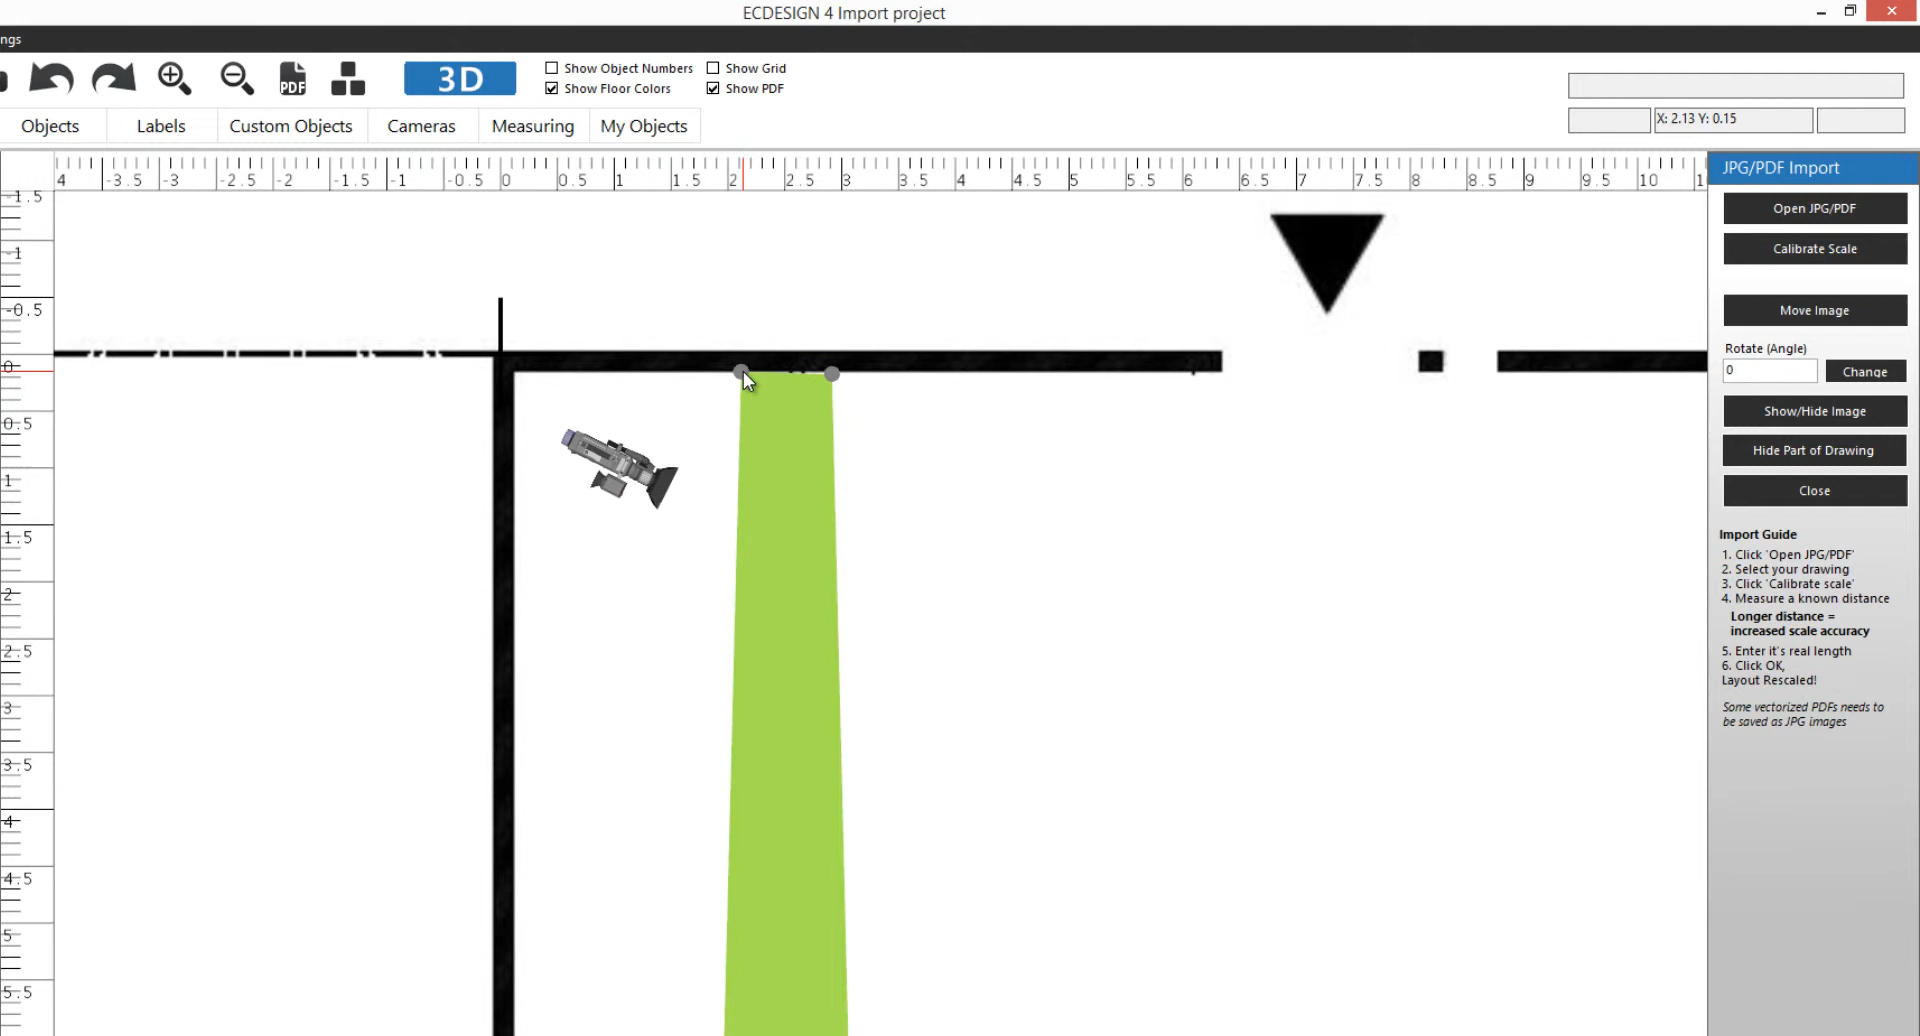 ECDESIGN 4 Import project
ngs
PDF
3D
Show Object Numbers
Show Grid
Show Floor Colors
Show PDF
Objects
Labels
Custom Objects
Cameras
Measuring
My Objects
X: 2.13 Y: 0.15
4 -3.5 -3 -2.5 -2 -1.5 -1 -0.5 0 0.5 1 1.5 2 2.5 3 3.5 4 4.5 5 5.5 6 6.5 7 7.5 8 8.5 9 9.5 10 1
-1.5
-1
-0.5
0
0.5
1
1.5
2
2.5
3
3.5
4
4.5
5
5.5
JPG/PDF Import
Open JPG/PDF
Calibrate Scale
Move Image
Rotate (Angle)
0
Change
Show/Hide Image
Hide Part of Drawing
Close
Import Guide
1. Click 'Open JPG/PDF'
2. Select your drawing
3. Click 'Calibrate scale'
4. Measure a known distance
Longer distance =
increased scale accuracy
5. Enter it's real length
6. Click OK,
Layout Rescaled!
Some vectorized PDFs needs to
be saved as JPG images